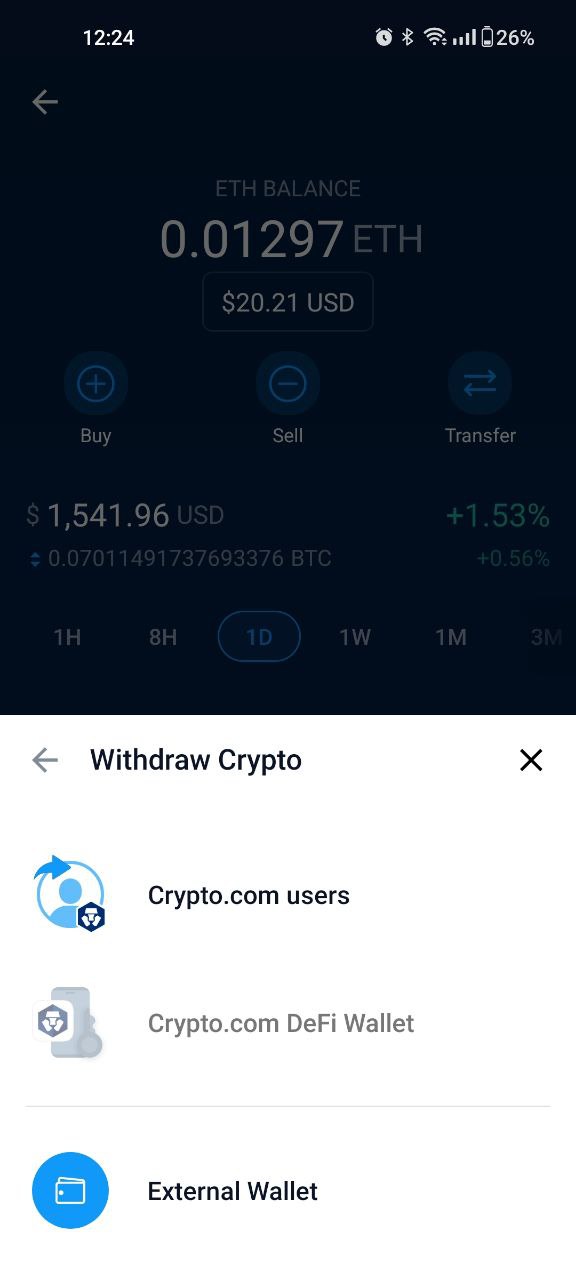 12:24 26%
ETH BALANCE
0.01297 ETH
$20.21 USD
Buy Sell Transfer
$ 1,541.96 USD +1.53%
0.07011491737693376 BTC +0.56%
1H 8H 1D 1W 1M 3M
Withdraw Crypto
Crypto.com users
Crypto.com DeFi Wallet
External Wallet